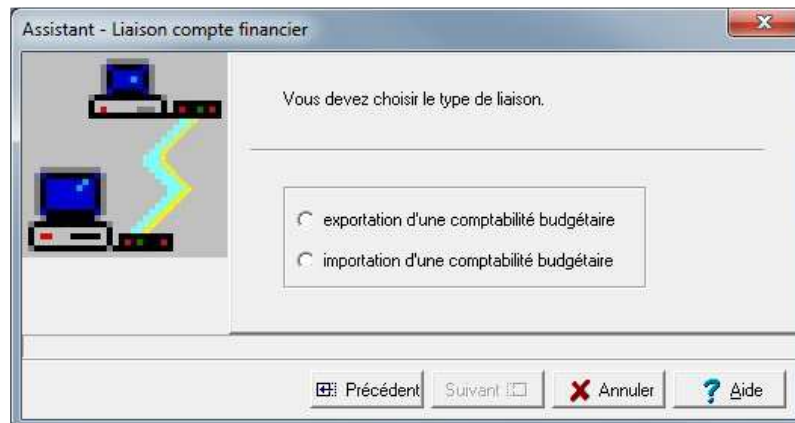 Assistant - Liaison compte financier
Vous devez choisir le type de liaison.
exportation d'une comptabilité budgétaire
importation d'une comptabilité budgétaire
Précédent Suivant Annuler Aide